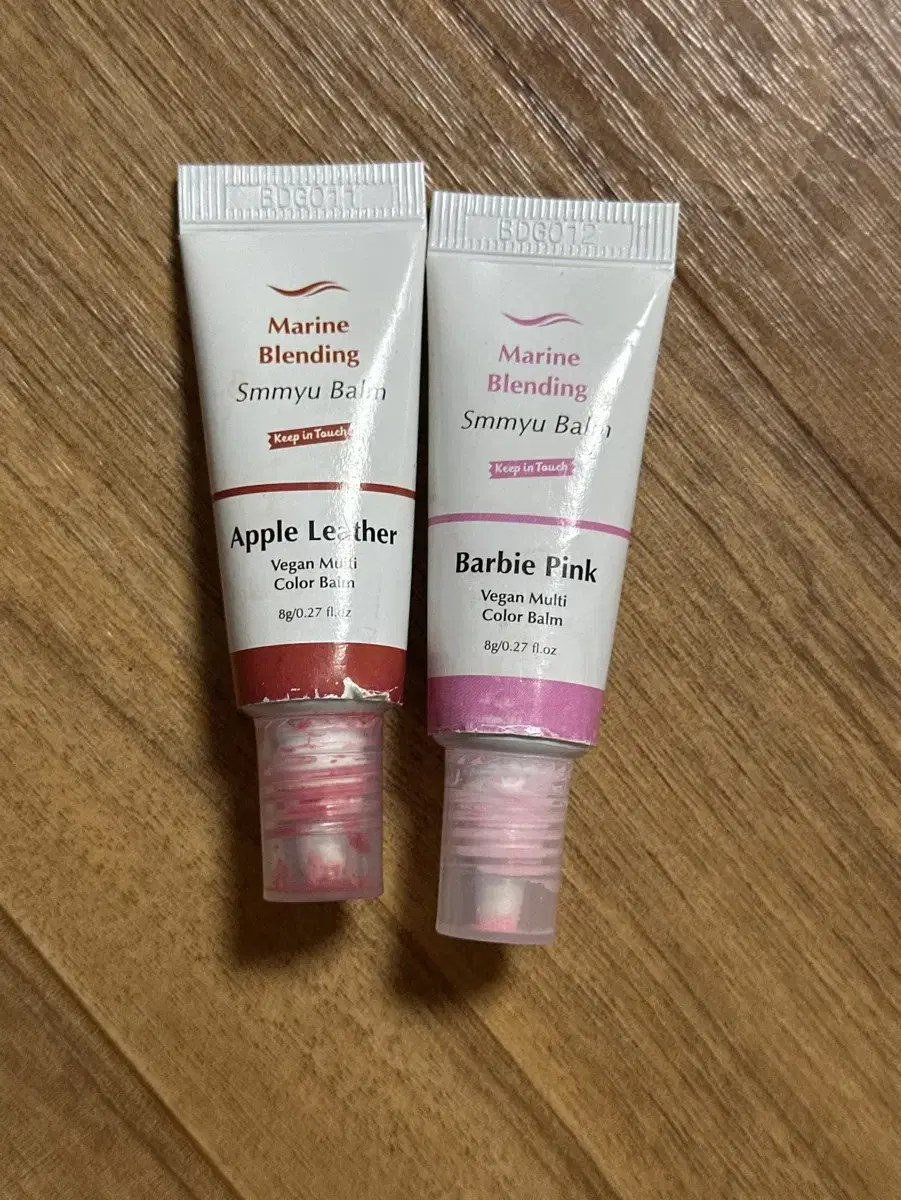 BDG011
Marine
Blending
Smmyu Balm
Keep in Touch
Apple Leather
Vegan Multi
Color Balm
8g/0.27 fl.oz
BDG012
Marine
Blending
Smmyu Balm
Keep in Touch
Barbie Pink
Vegan Multi
Color Balm
8g/0.27 fl.oz